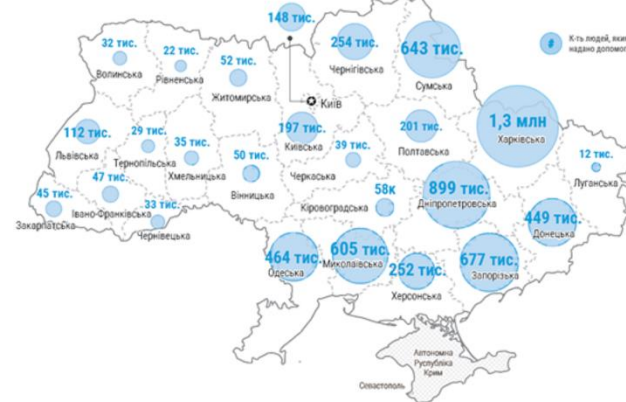 148 тис.
32 тис.
Волинська
22 тис.
Рівненська
52 тис.
Житомирська
254 тис.
Чернігівська
643 тис.
Сумська
#
К-ть людей, яким
надано допомог
Київ
112 тис.
Львівська
29 тис.
Тернопільська
35 тис.
Хмельницька
197 тис.
Київська
39 тис.
Черкаська
201 тис.
Полтавська
1,3 млн
Харківська
12 тис.
Луганська
45 тис.
Закарпатська
47 тис.
Івано-Франківська
33 тис.
Чернівецька
50 тис.
Вінницька
58к
Кіровоградська
899 тис.
Дніпропетровська
449 тис.
Донецька
464 тис.
Одеська
605 тис.
Миколаївська
252 тис.
Херсонська
677 тис.
Запорізька
Автономна
Республіка
Крим
Севастополь